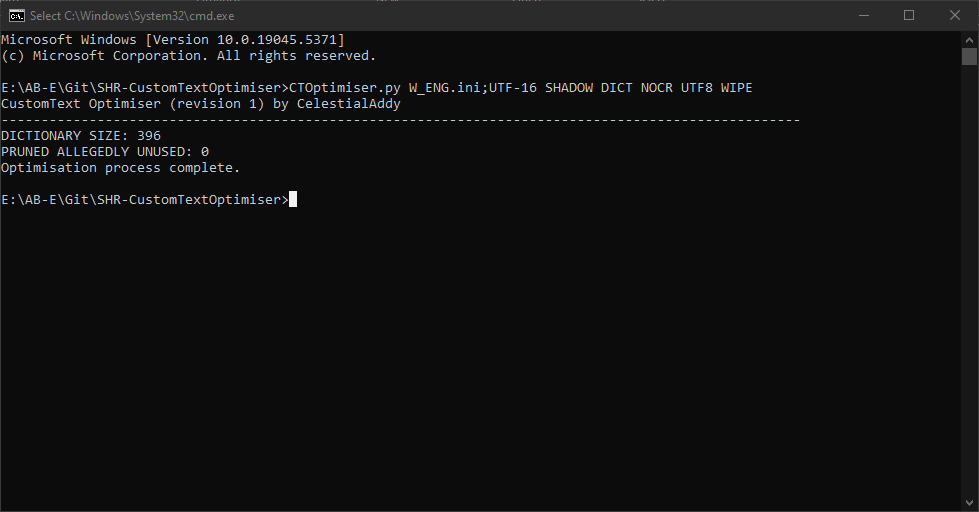 Select C:\Windows\System32\cmd.exe
Microsoft Windows [Version 10.0.19045.5371]
(c) Microsoft Corporation. All rights reserved.
E:\AB-E\Git\SHR-CustomTextOptimiser>CTOptimiser.py W_ENG.ini;UTF-16 SHADOW DICT NOCR UTF8 WIPE
CustomText Optimiser (revision 1) by CelestialAddy
----------------------------------------------------------------------------------------------------
DICTIONARY SIZE: 396
PRUNED ALLEGEDLY UNUSED: 0
Optimisation process complete.
E:\AB-E\Git\SHR-CustomTextOptimiser>